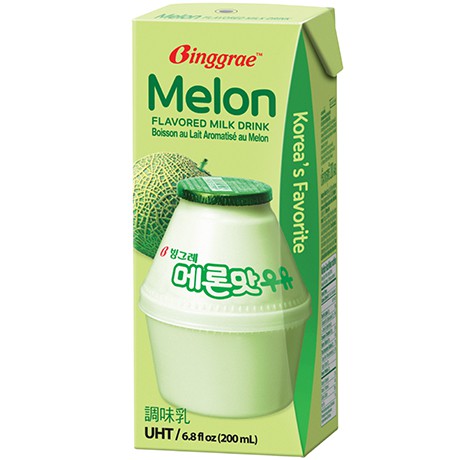 Binggrae™
Melon
FLAVORED MILK DRINK
Boisson au Lait Aromatisé au Melon
Korea's Favorite
빙그레
메론맛우유
調味乳
UHT / 6.8 fl oz (200 mL)